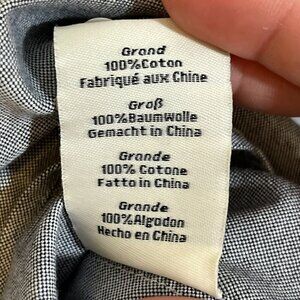 Grand
100%Coton
Fabriqué aux Chine
Groß
100%Baumwolle
Gemacht in China
Grande
100% Cotone
Fatto in China
Grande
100%Algodon
Hecho en China